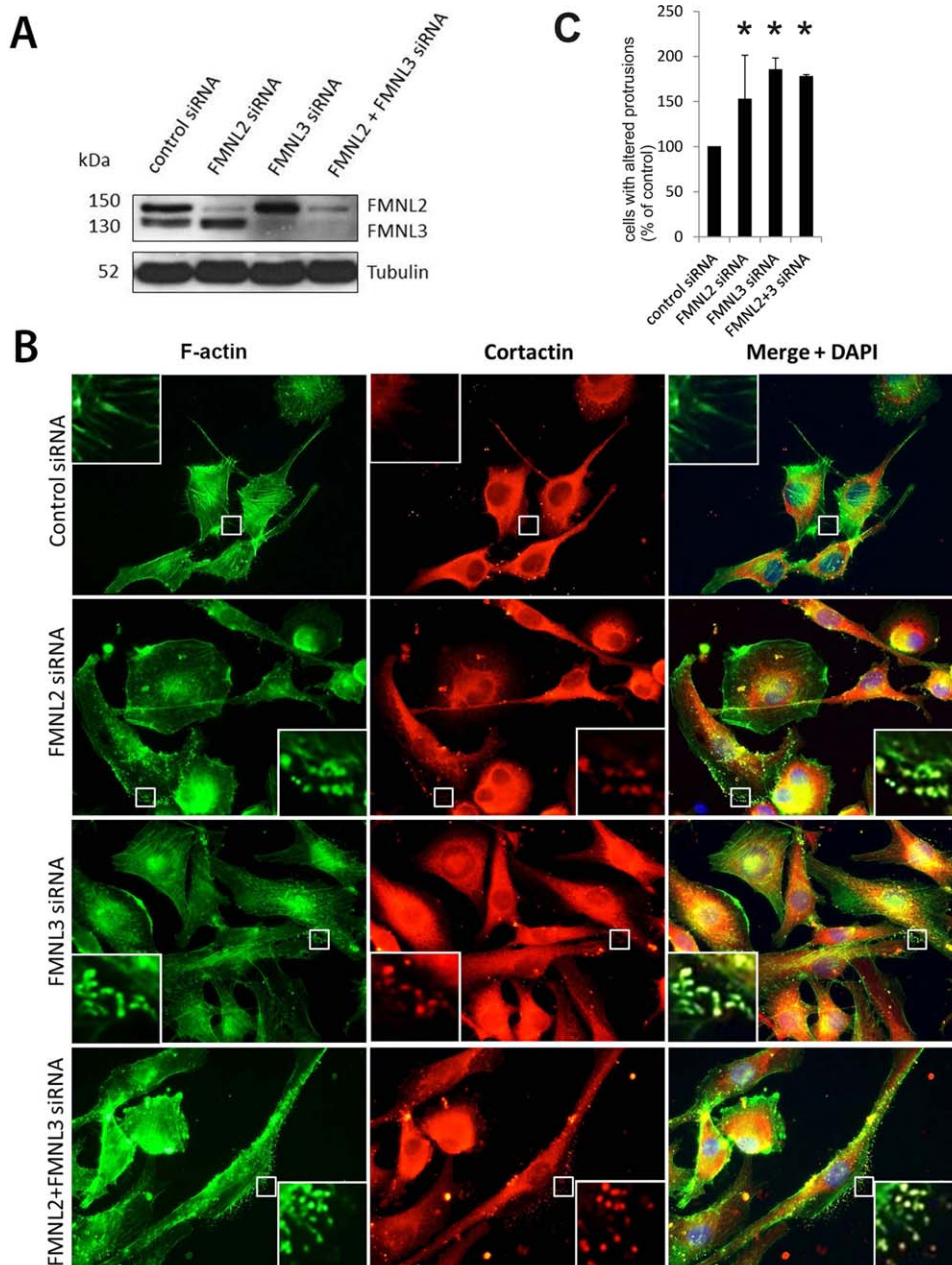 A
control siRNA
FMNL2 siRNA
FMNL3 siRNA
FMNL2 + FMNL3 siRNA
kDa
150
130
52
FMNL2
FMNL3
Tubulin
C
* * *
cells with altered protrusions
(% of control)
250
200
150
100
50
0
control siRNA
FMNL2 siRNA
FMNL3 siRNA
FMNL2+3 siRNA
B
F-actin
Cortactin
Merge + DAPI
Control siRNA
FMNL2 siRNA
FMNL3 siRNA
FMNL2+FMNL3 siRNA